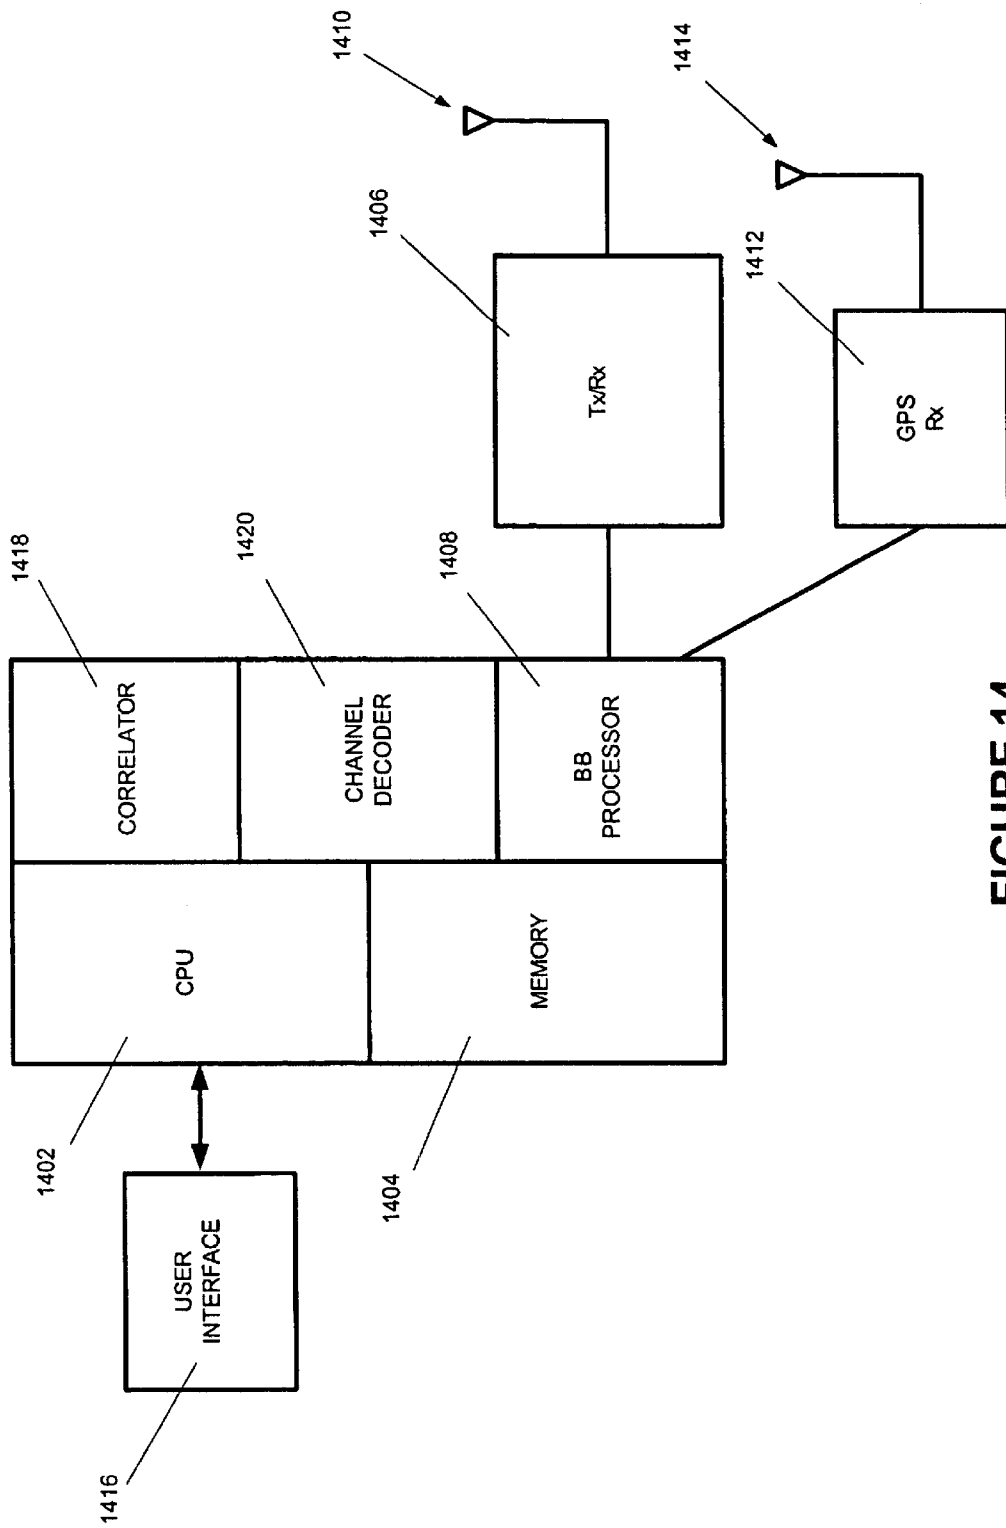 1418
1402
1416
CORRELATOR
USER
INTERFACE
CPU
1420
1410
CHANNEL
DECODER
1406
1404
1408
MEMORY
BB
PROCESSOR
Tx/Rx
1414
1412
GPS
Rx
FIGURE 14